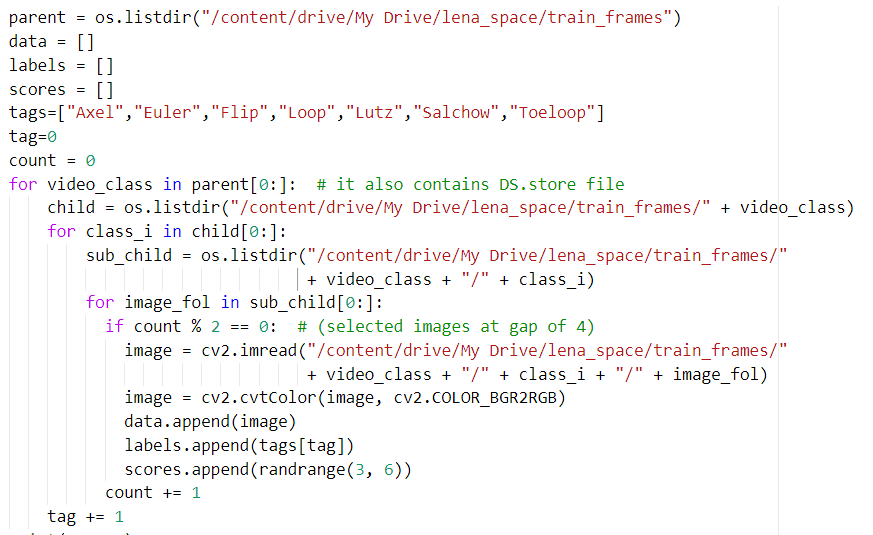 parent = os.listdir("/content/drive/My Drive/lena_space/train_frames")
data = []
labels = []
scores = []
tags=["Axel","Euler","Flip","Loop","Lutz","Salchow","Toeloop"]
tag=0
count = 0
for video_class in parent[0:]:  # it also contains DS.store file
    child = os.listdir("/content/drive/My Drive/lena_space/train_frames/" + video_class)
    for class_i in child[0:]:
        sub_child = os.listdir("/content/drive/My Drive/lena_space/train_frames/"
                               + video_class + "/" + class_i)
        for image_fol in sub_child[0:]:
          if count % 2 == 0:  # (selected images at gap of 4)
            image = cv2.imread("/content/drive/My Drive/lena_space/train_frames/"
                               + video_class + "/" + class_i + "/" + image_fol)
            image = cv2.cvtColor(image, cv2.COLOR_BGR2RGB)
            data.append(image)
            labels.append(tags[tag])
            scores.append(randrange(3, 6))
          count += 1
    tag += 1